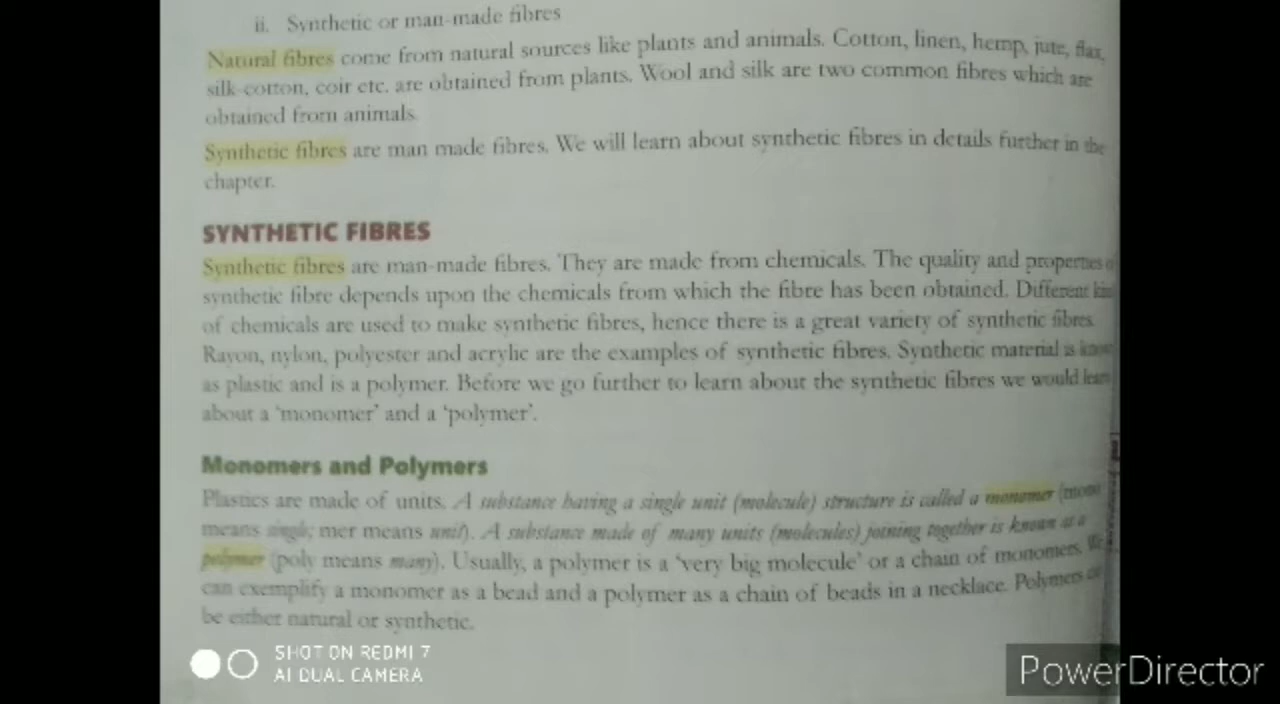 ii. Synthetic or man-made fibres
Natural fibres come from natural sources like plants and animals. Cotton, linen, hemp, jute, flax,
silk-cotton, coir etc. are obtained from plants. Wool and silk are two common fibres which are
obtained from animals.
Synthetic fibres are man made fibres. We will learn about synthetic fibres in details further in the
chapter.
SYNTHETIC FIBRES
Synthetic fibres are man-made fibres. They are made from chemicals. The quality and properties
synthetic fibre depends upon the chemicals from which the fibre has been obtained. Different
of chemicals are used to make synthetic fibres, hence there is a great variety of synthetic fibres.
Rayon, nylon, polyester and acrylic are the examples of synthetic fibres. Synthetic material is
as plastic and is a polymer. Before we go further to learn about the synthetic fibres we would learn
about a 'monomer' and a 'polymer'.
Monomers and Polymers
Plastics are made of units. A substance having a single unit (molecule) structure is called a monomer (mono
means single; mer means unit). A substance made of many units (molecules) joining together is known as a
polymer (poly means many). Usually, a polymer is a 'very big molecule' or a chain of monomers. We
can exemplify a monomer as a bead and a polymer as a chain of beads in a necklace. Polymers
be either natural or synthetic.
SHOT ON REDMI 7
AI DUAL CAMERA
PowerDirector